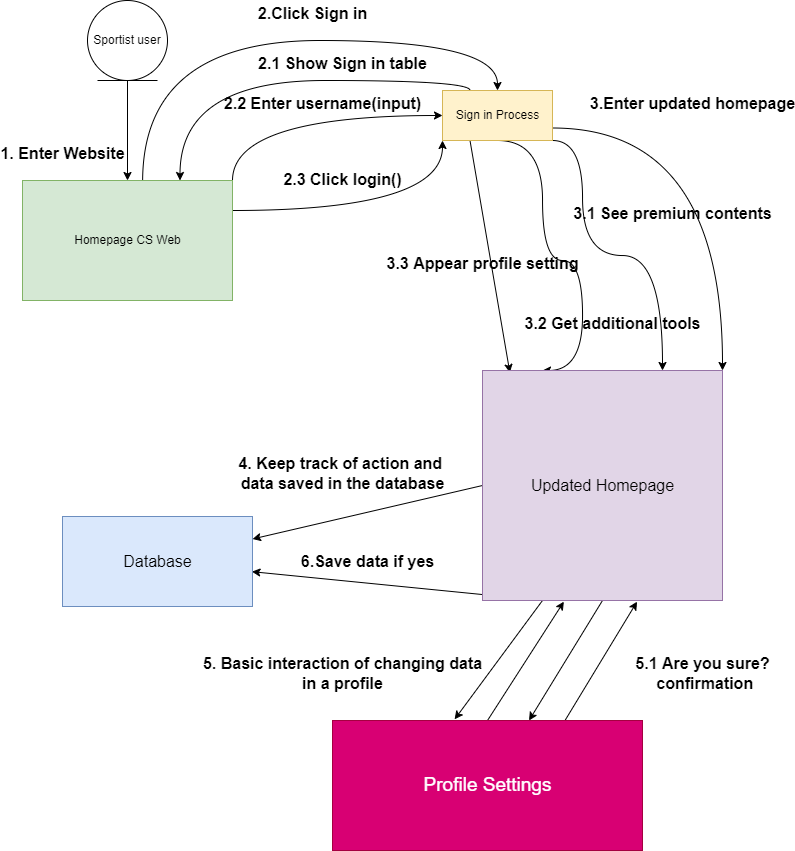 2.Click Sign in
Sportist user
2.1 Show Sign in table
2.2 Enter username(input)
3.Enter updated homepage
Sign in Process
1. Enter Website
2.3 Click login()
3.1 See premium contents
Homepage CS Web
3.3 Appear profile setting
3.2 Get additional tools
4. Keep track of action and
data saved in the database
Updated Homepage
Database
6.Save data if yes
5. Basic interaction of changing data
in a profile
5.1 Are you sure?
confirmation
Profile Settings